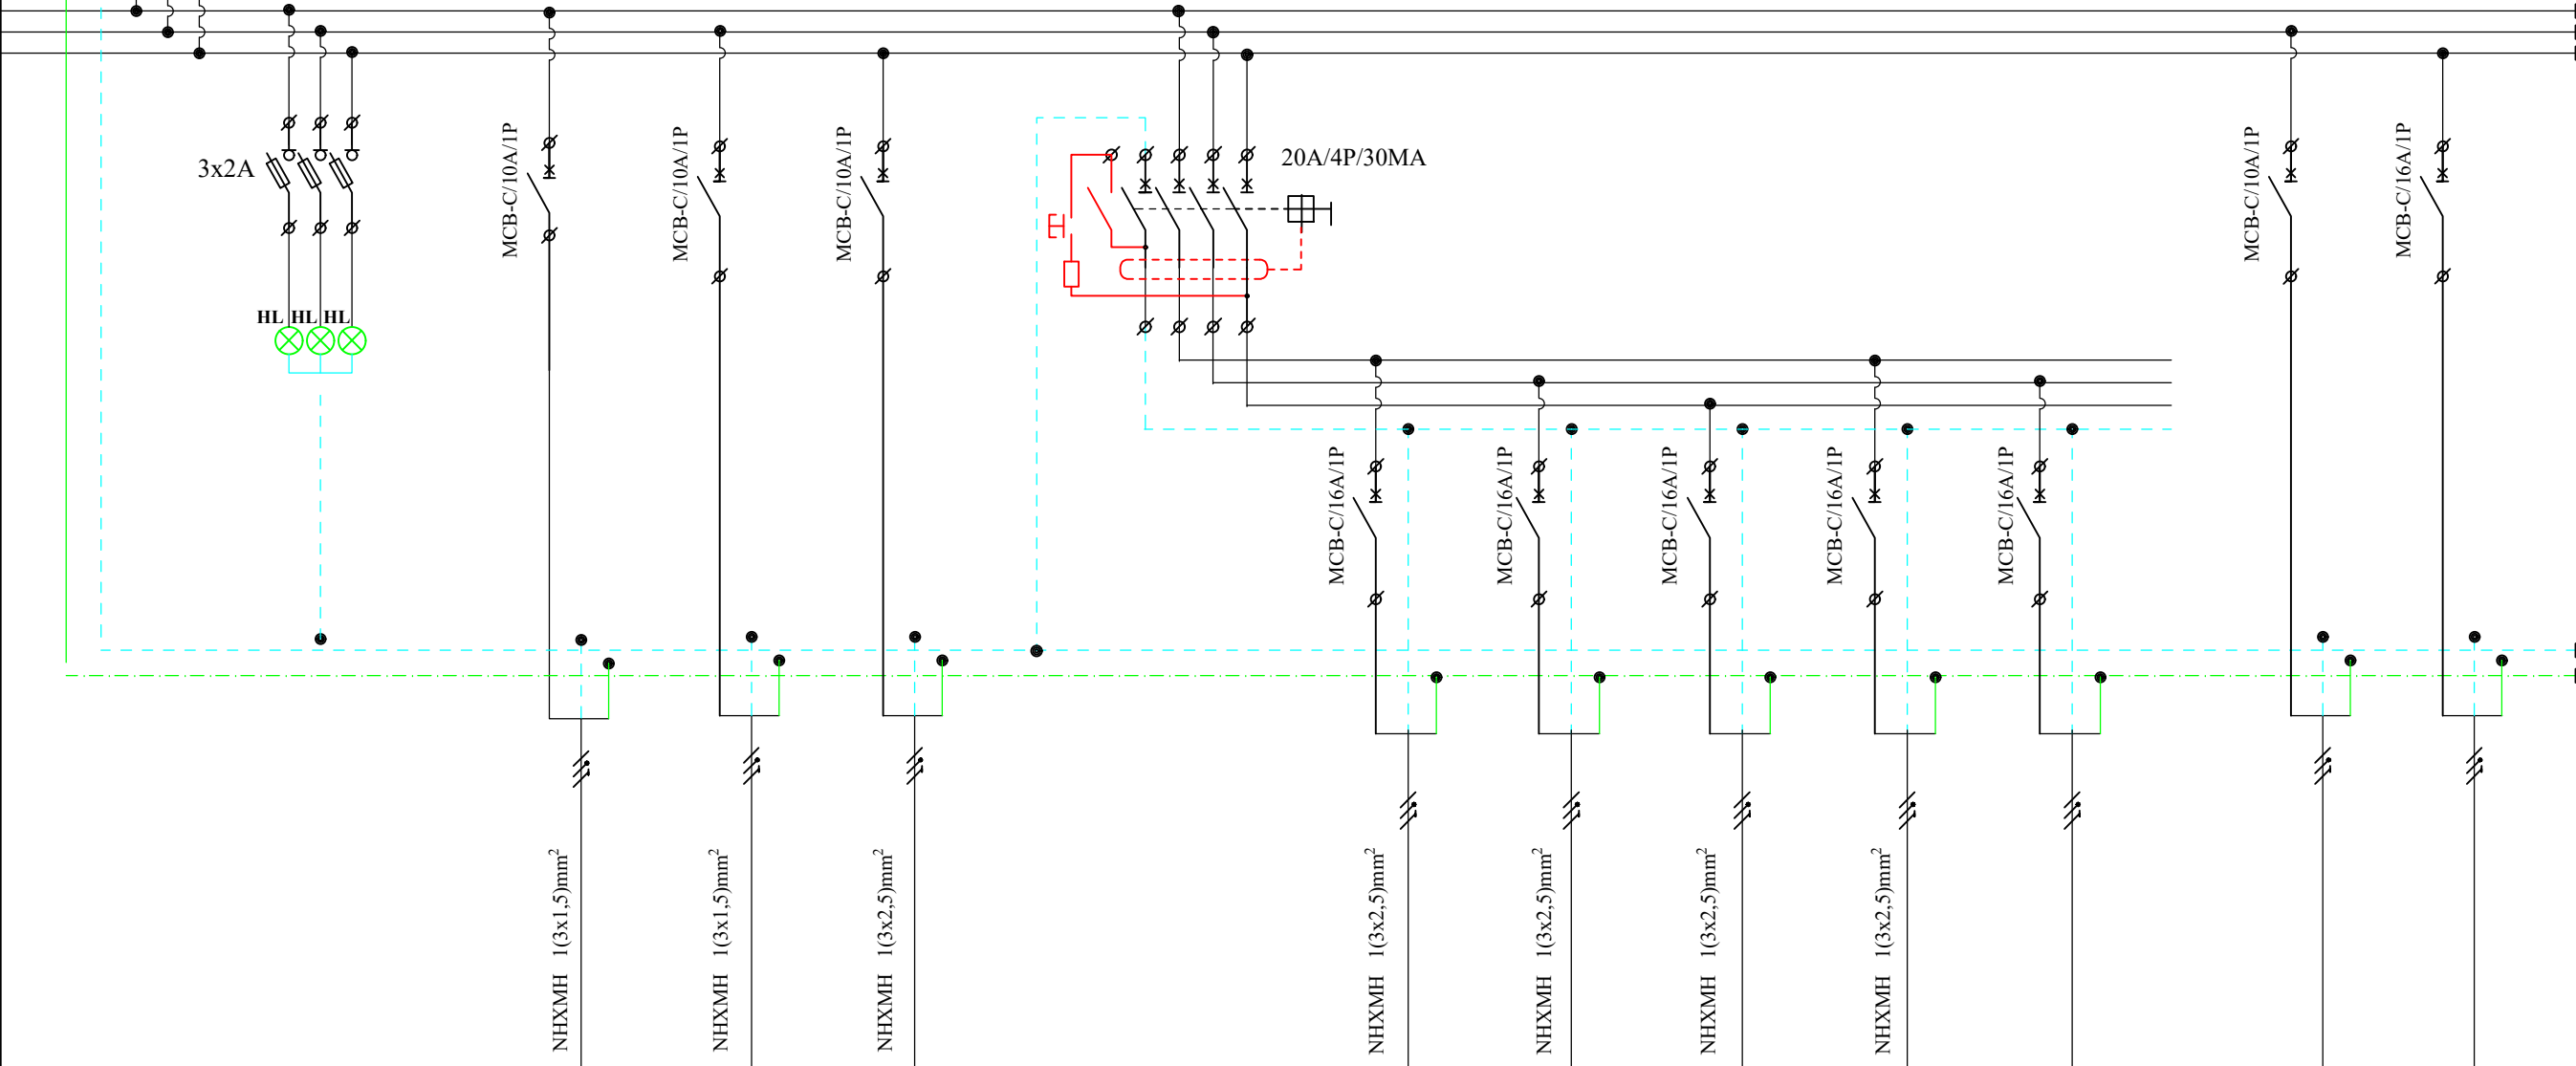 3x2A
HL HL HL
MCB-C/10A/1P
MCB-C/10A/1P
MCB-C/10A/1P
20A/4P/30MA
MCB-C/10A/1P
MCB-C/16A/1P
MCB-C/16A/1P
MCB-C/16A/1P
MCB-C/16A/1P
MCB-C/16A/1P
MCB-C/16A/1P
NHXMH 1(3x1,5)mm²
NHXMH 1(3x1,5)mm²
NHXMH 1(3x2,5)mm²
NHXMH 1(3x2,5)mm²
NHXMH 1(3x2,5)mm²
NHXMH 1(3x2,5)mm²
NHXMH 1(3x2,5)mm²